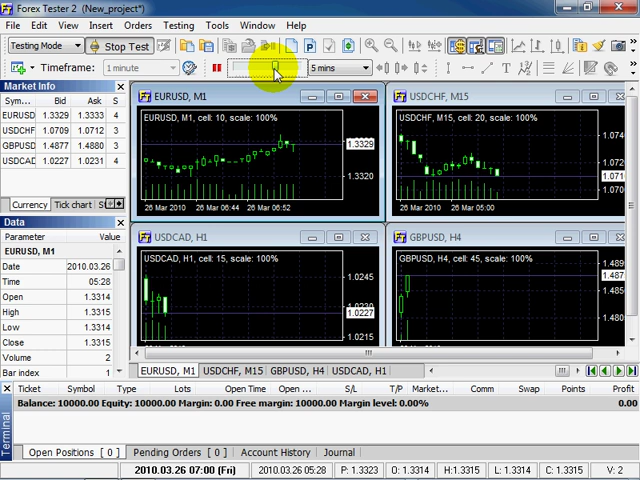 Forex Tester 2 (New_project*)
File Edit View Insert Orders Testing Tools Window Help
Testing Mode Stop Test
Timeframe: 1 minute 5 mins
Market Info
Sym... Bid Ask S
EURUSD 1.3329 1.3333 4
USDCHF 1.0709 1.0712 3
GBPUSD 1.4877 1.4880 3
USDCAD 1.0227 1.0231 4
Currency Tick chart
Data
Parameter Value
EURUSD, M1
Date 2010.03.26
Time 05:28
Open 1.3314
High 1.3315
Low 1.3314
Close 1.3315
Volume 2
Bar index 1
EURUSD, M1
EURUSD, M1, cell: 10, scale: 100%
1.3329
1.3320
26 Mar 2010 26 Mar 06:44 26 Mar 06:52
USDCHF, M15
USDCHF, M15, cell: 20, scale: 100%
1.074
1.072
1.071
1.070
26 Mar 2010 26 Mar 05:00
USDCAD, H1
USDCAD, H1, cell: 15, scale: 100%
1.0245
1.0227
1.0215
GBPUSD, H4
GBPUSD, H4, cell: 45, scale: 100%
1.489
1.487
1.480
EURUSD, M1 USDCHF, M15 GBPUSD, H4 USDCAD, H1
Terminal
Ticket Symbol Type Lots Open Time Open ... S/L T/P Market... Comm Swap Points Profit
Balance: 10000.00 Equity: 10000.00 Margin: 0.00 Free margin: 10000.00 Margin level: 0.00% 0.00
Open Positions [ 0 ] Pending Orders [ 0 ] Account History Journal
2010.03.26 07:00 (Fri) 2010.03.26 05:28 P: 1.3323 O: 1.3314 H:1.3315 L: 1.3314 C: 1.3315 V: 2